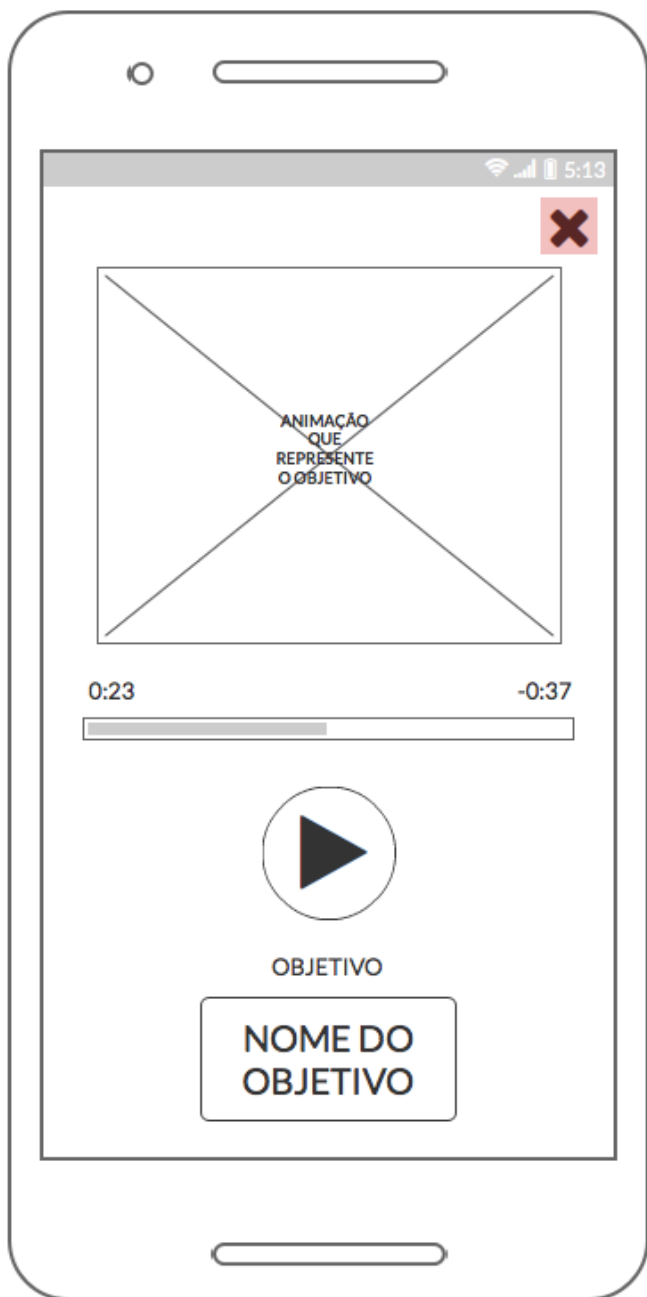 5:13
ANIMAÇÃO
QUE
REPRESENTE
O OBJETIVO
0:23 -0:37
OBJETIVO
NOME DO
OBJETIVO